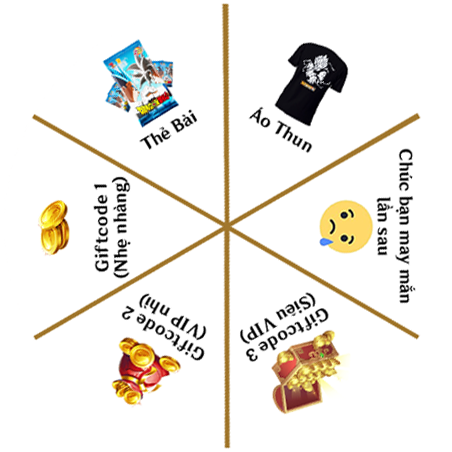 Thẻ Bài
Áo Thun
Chúc bạn may mắn
lần sau
Giftcode 3
(Siêu VIP)
Giftcode 2
(VIP nhí)
Giftcode 1
(Nhẹ nhàng)